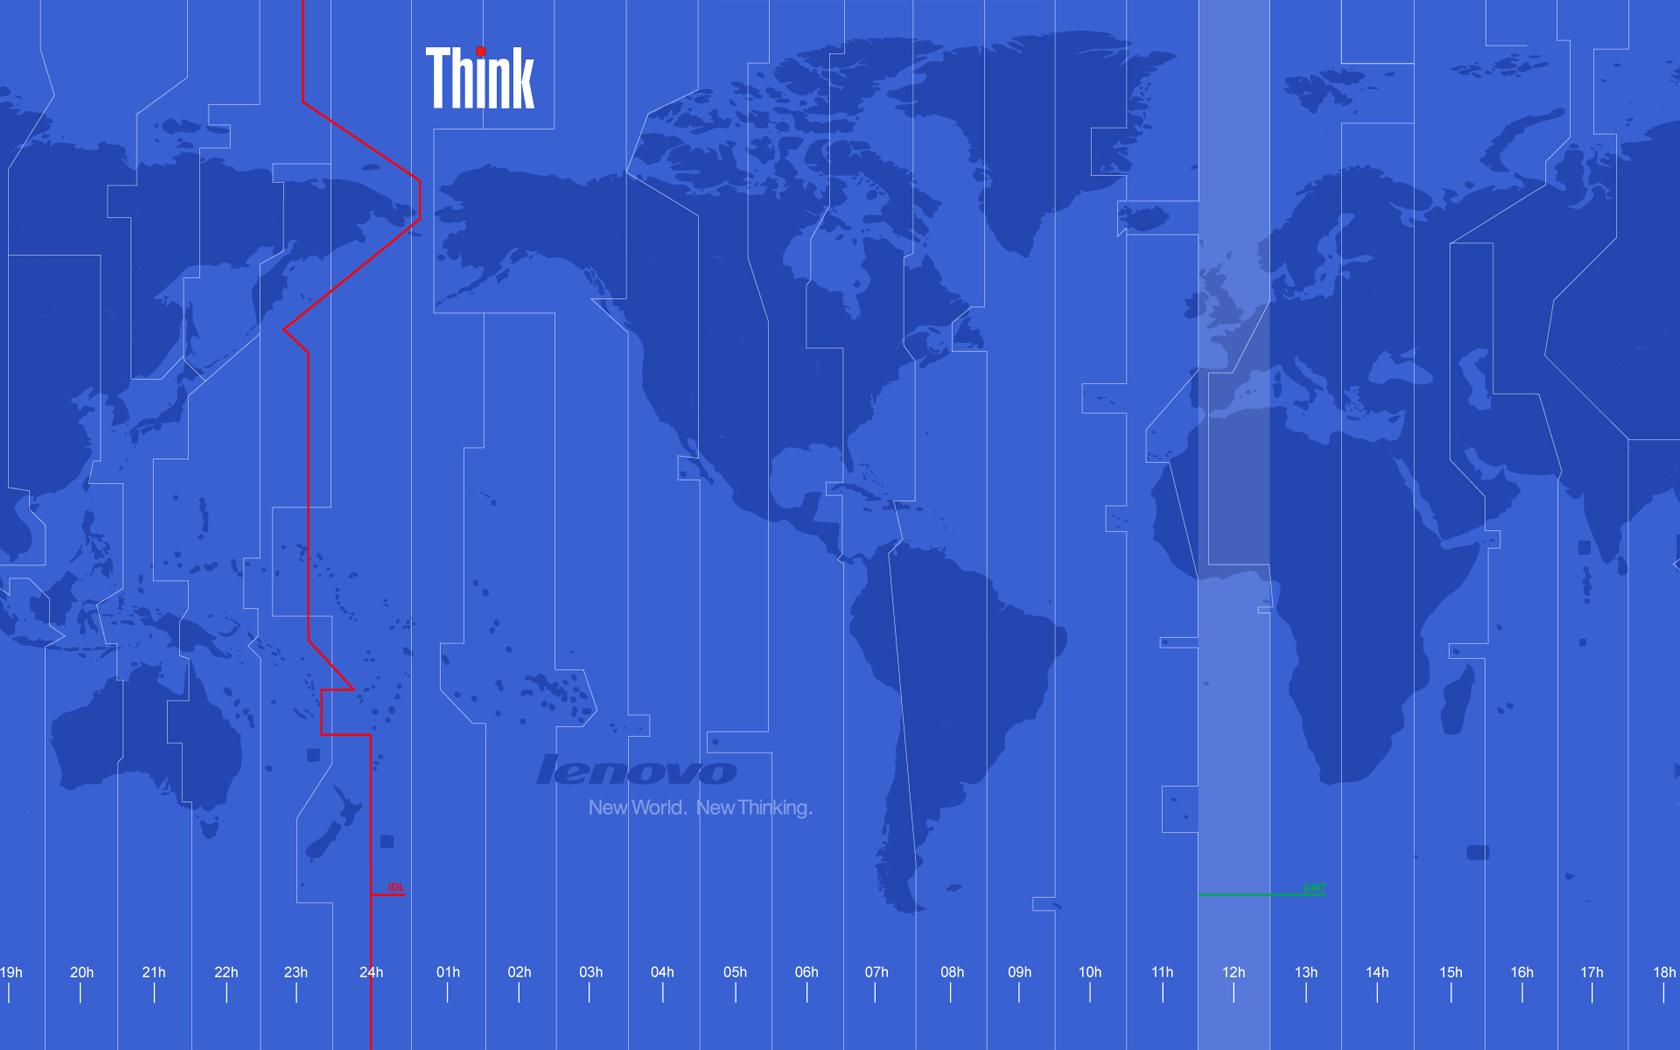 Think
lenovo
New World.  New Thinking.
IDL
GMT
19h 20h 21h 22h 23h 24h 01h 02h 03h 04h 05h 06h 07h 08h 09h 10h 11h 12h 13h 14h 15h 16h 17h 18h